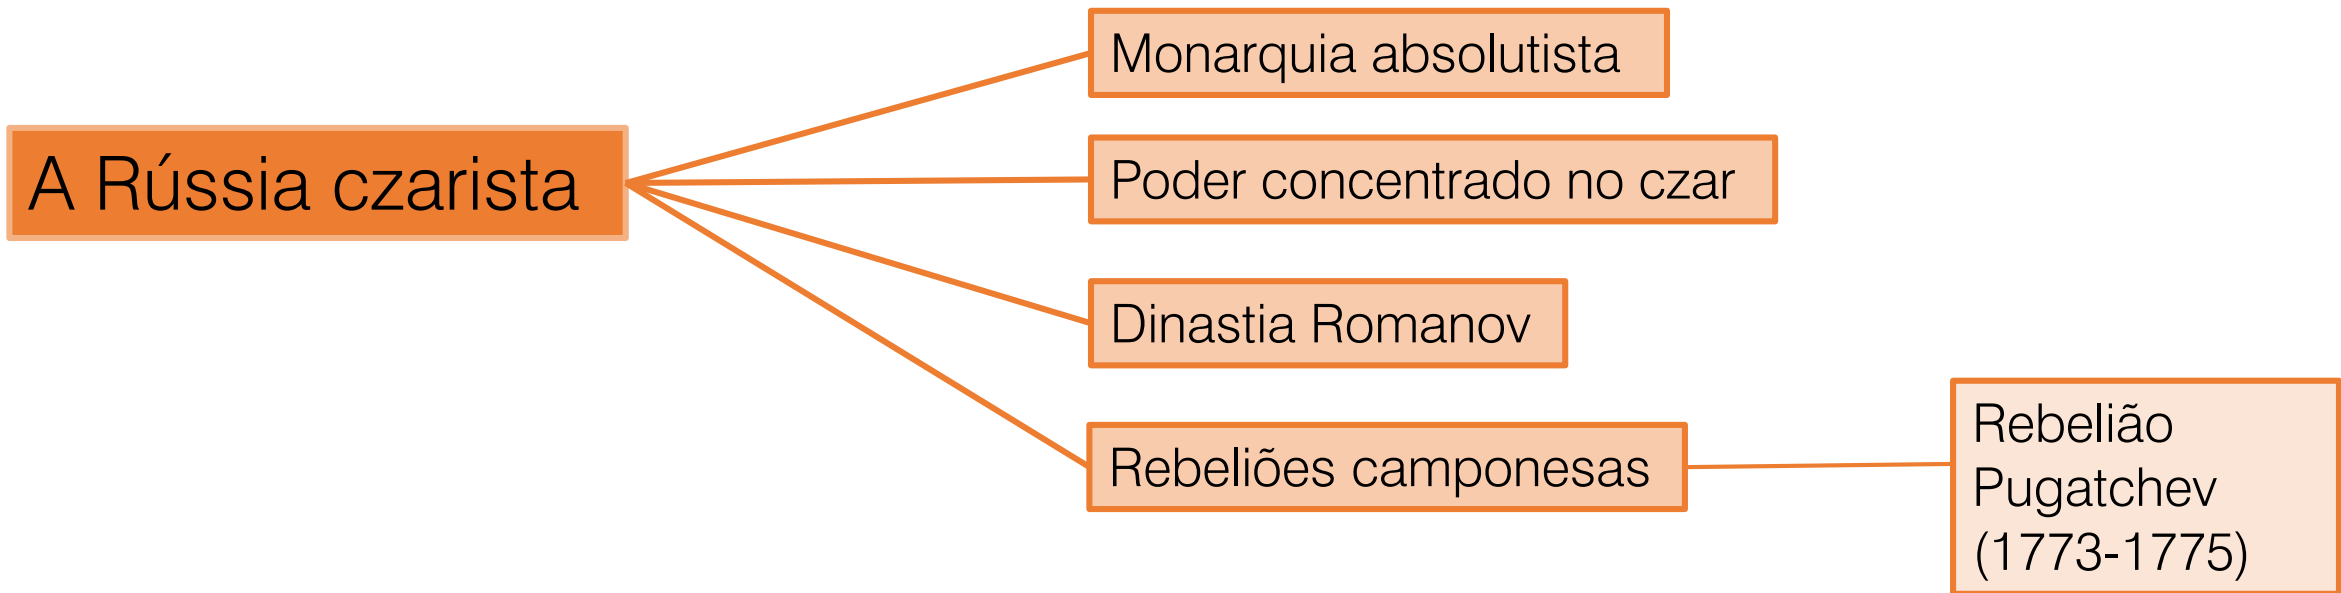 A Rússia czarista
Monarquia absolutista
Poder concentrado no czar
Dinastia Romanov
Rebeliões camponesas
Rebelião
Pugatchev
(1773-1775)